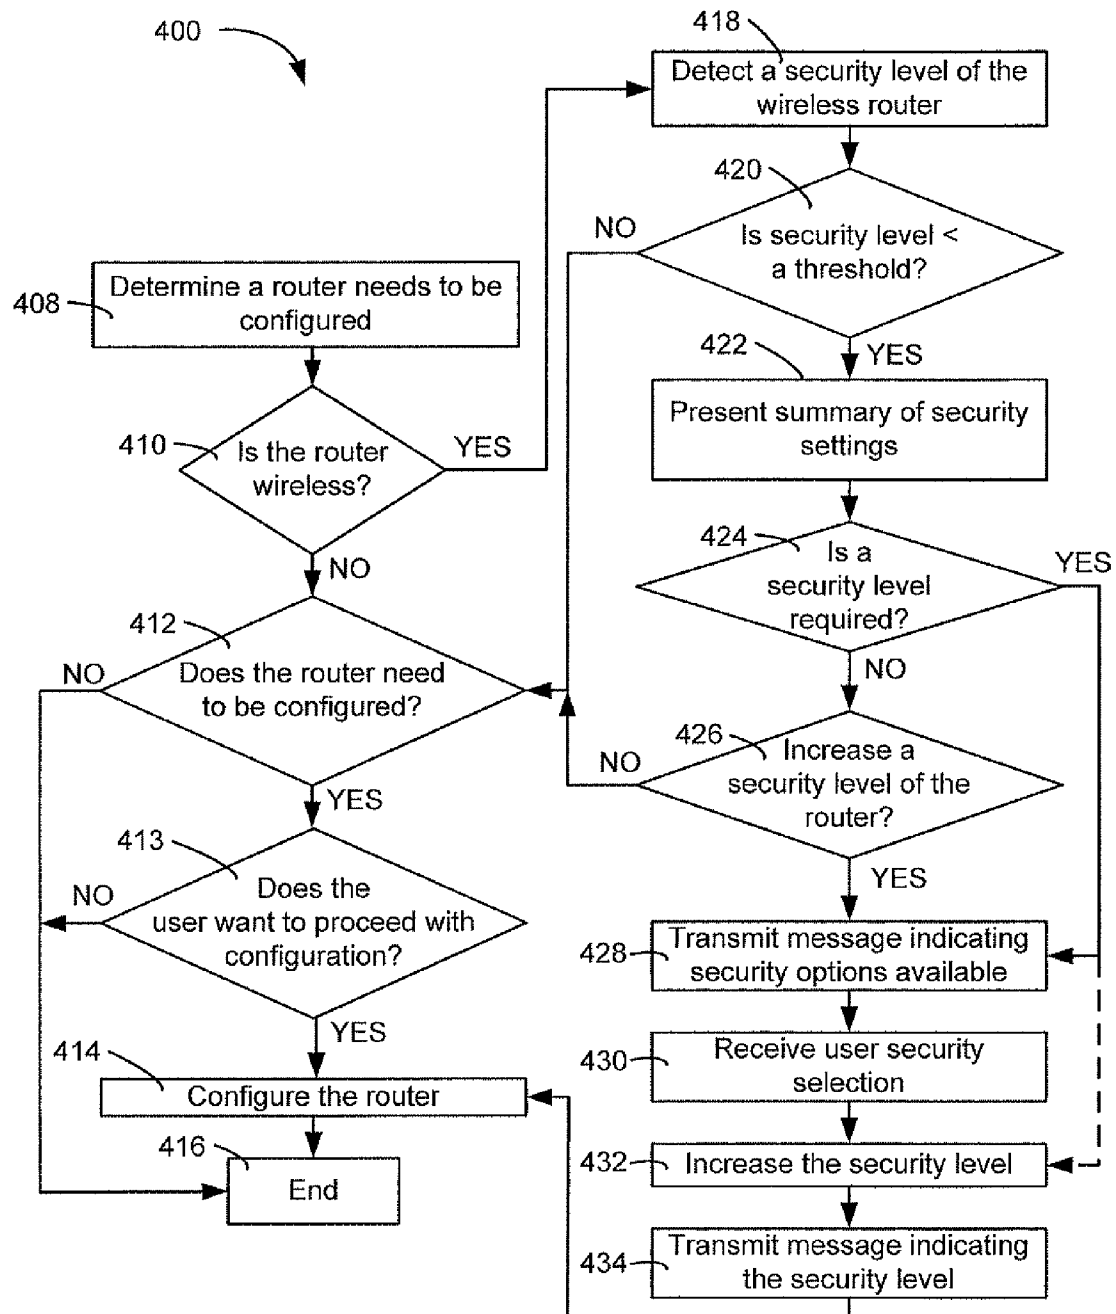 400
408
Determine a router needs to be
configured
410
Is the router
wireless?
YES
NO
412
Does the router need
to be configured?
NO
YES
413
Does the
user want to proceed with
configuration?
NO
YES
414
Configure the router
416
End
418
Detect a security level of the
wireless router
420
Is security level <
a threshold?
NO
YES
422
Present summary of security
settings
424
Is a
security level
required?
YES
NO
426
Increase a
security level of the
router?
NO
YES
428
Transmit message indicating
security options available
430
Receive user security
selection
432
Increase the security level
434
Transmit message indicating
the security level